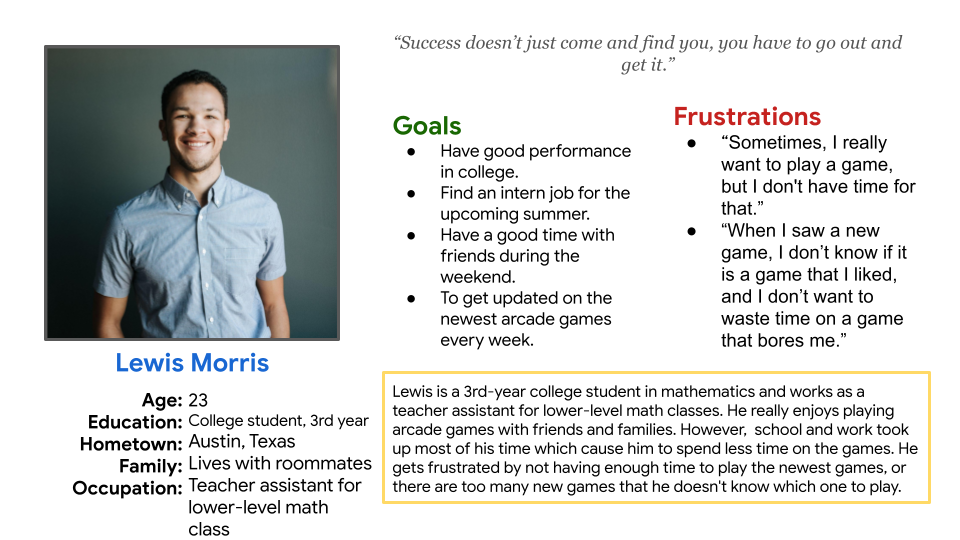 “Success doesn’t just come and find you, you have to go out and
get it.”
Goals
● Have good performance
in college.
● Find an intern job for the
upcoming summer.
● Have a good time with
friends during the
weekend.
● To get updated on the
newest arcade games
every week.
Frustrations
● “Sometimes, I really
want to play a game,
but I don't have time for
that.”
● “When I saw a new
game, I don’t know if it
is a game that I liked,
and I don’t want to
waste time on a game
that bores me.”
Lewis Morris
Age: 23
Education: College student, 3rd year
Hometown: Austin, Texas
Family: Lives with roommates
Occupation: Teacher assistant for
lower-level math
class
Lewis is a 3rd-year college student in mathematics and works as a
teacher assistant for lower-level math classes. He really enjoys playing
arcade games with friends and families. However,  school and work took
up most of his time which cause him to spend less time on the games. He
gets frustrated by not having enough time to play the newest games, or
there are too many new games that he doesn't know which one to play.